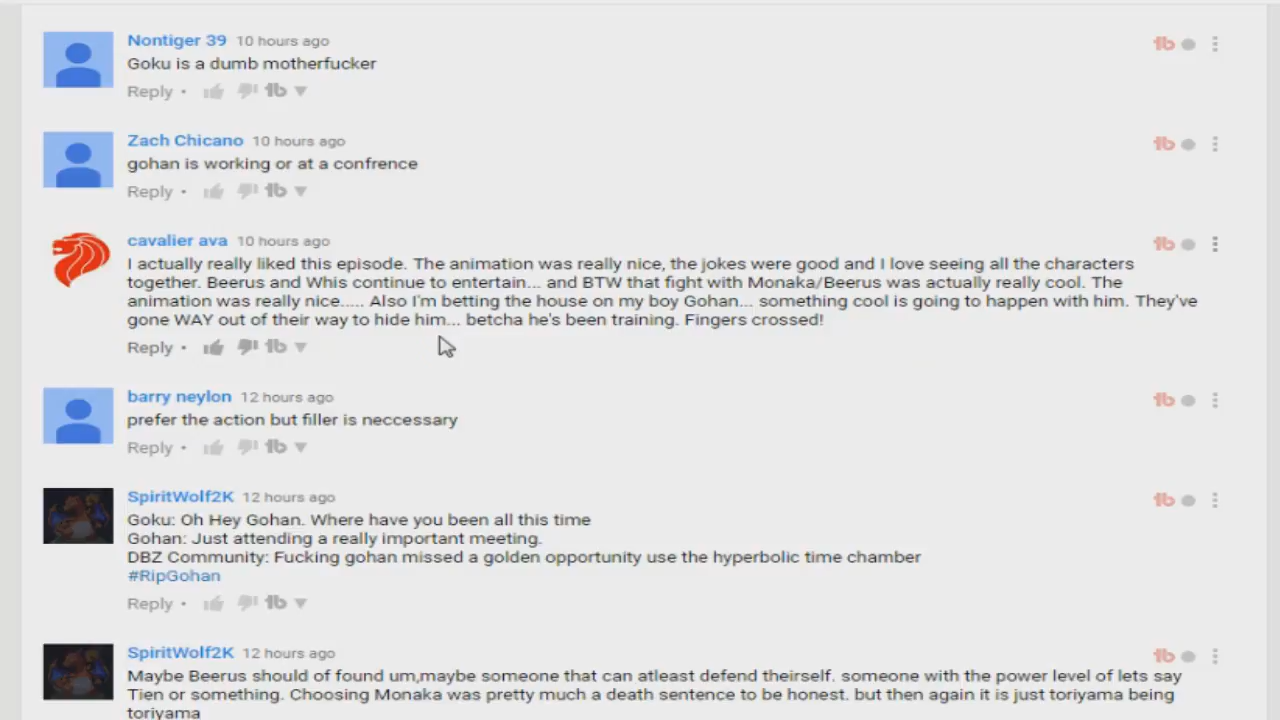 Nontiger 39 10 hours ago
Goku is a dumb motherfucker
Reply •
Zach Chicano 10 hours ago
gohan is working or at a confrence
Reply •
cavalier ava 10 hours ago
I actually really liked this episode. The animation was really nice, the jokes were good and I love seeing all the characters
together. Beerus and Whis continue to entertain... and BTW that fight with Monaka/Beerus was actually really cool. The
animation was really nice..... Also I'm betting the house on my boy Gohan... something cool is going to happen with him. They've
gone WAY out of their way to hide him... betcha he's been training. Fingers crossed!
Reply •
barry neylon 12 hours ago
prefer the action but filler is neccessary
Reply •
SpiritWolf2K 12 hours ago
Goku: Oh Hey Gohan. Where have you been all this time
Gohan: Just attending a really important meeting.
DBZ Community: Fucking gohan missed a golden opportunity use the hyperbolic time chamber
#RipGohan
Reply •
SpiritWolf2K 12 hours ago
Maybe Beerus should of found um,maybe someone that can atleast defend theirself. someone with the power level of lets say
Tien or something. Choosing Monaka was pretty much a death sentence to be honest. but then again it is just toriyama being
toriyama